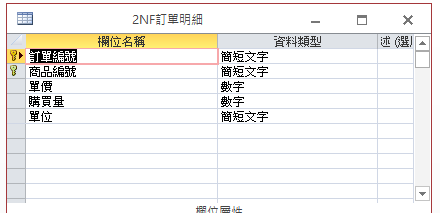 2NF訂單明細
欄位名稱 資料類型 述 (選)
訂單編號 簡短文字
商品編號 簡短文字
單價 數字
購買量 數字
單位 簡短文字
欄位屬性